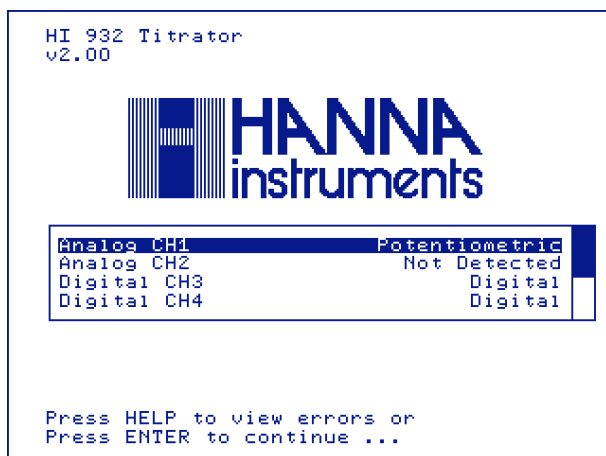 HI 932 Titrator
v2.00
HANNA
instruments
Analog CH1 Potentiometric
Analog CH2 Not Detected
Digital CH3 Digital
Digital CH4 Digital
Press HELP to view errors or
Press ENTER to continue ...